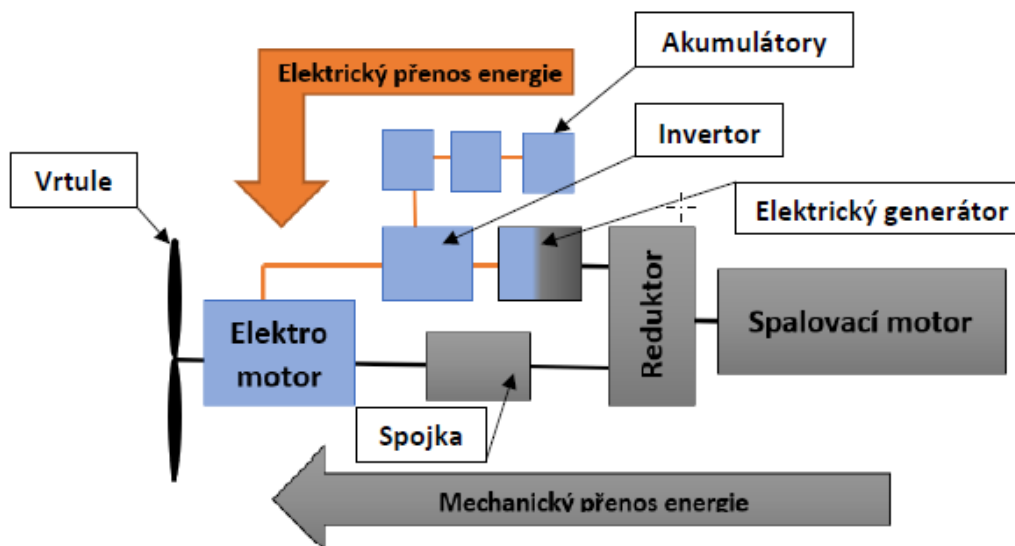 Akumulátory
Elektrický přenos energie
Invertor
Vrtule
Elektrický generátor
Elektro
motor
Reduktor
Spalovací motor
Spojka
Mechanický přenos energie